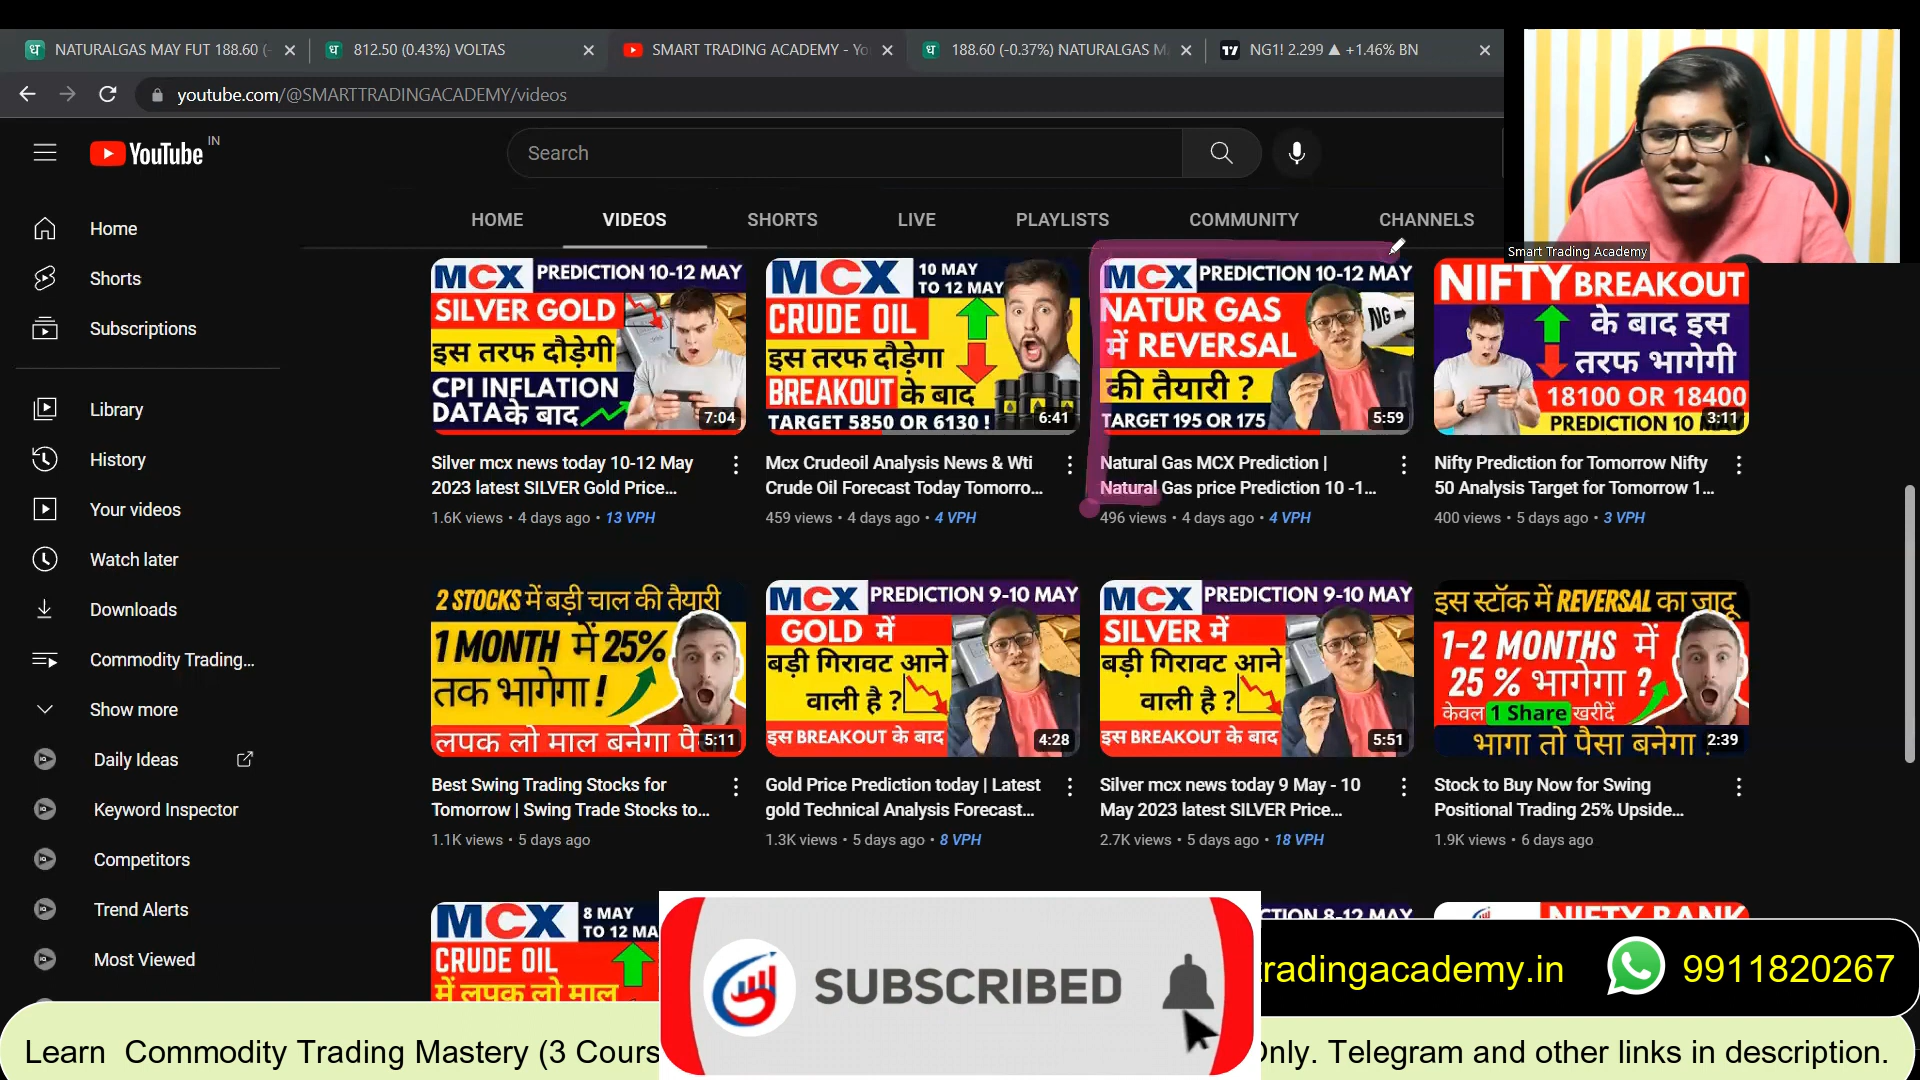 NATURALGAS MAY FUT 188.60 (-
812.50 (0.43%) VOLTAS
SMART TRADING ACADEMY - Yo
188.60 (-0.37%) NATURALGAS M
NG1! 2.299 ▲ +1.46% BN
youtube.com/@SMARTTRADINGACADEMY/videos
YouTube IN
Search
Smart Trading Academy
HOME
VIDEOS
SHORTS
LIVE
PLAYLISTS
COMMUNITY
CHANNELS
Home
Shorts
Subscriptions
Library
History
Your videos
Watch later
Downloads
Commodity Trading...
Show more
Daily Ideas
Keyword Inspector
Competitors
Trend Alerts
Most Viewed
MCX PREDICTION 10-12 MAY
SILVER GOLD
इस तरफ दौड़ेगी
CPI INFLATION
DATA के बाद
7:04
Silver mcx news today 10-12 May
2023 latest SILVER Gold Price...
1.6K views • 4 days ago • 13 VPH
MCX 10 MAY
TO 12 MAY
CRUDE OIL
इस तरफ दौड़ेगा
BREAKOUT के बाद
TARGET 5850 OR 6130 !
6:41
Mcx Crudeoil Analysis News & Wti
Crude Oil Forecast Today Tomorro...
459 views • 4 days ago • 4 VPH
MCX PREDICTION 10-12 MAY
NATUR GAS
में REVERSAL
की तैयारी ?
TARGET 195 OR 175
NG
5:59
Natural Gas MCX Prediction |
Natural Gas price Prediction 10 -1...
496 views • 4 days ago • 4 VPH
NIFTY BREAKOUT
के बाद इस
तरफ भागेगी
18100 OR 18400
PREDICTION 10 MAY
3:11
Nifty Prediction for Tomorrow Nifty
50 Analysis Target for Tomorrow 1...
400 views • 5 days ago • 3 VPH
2 STOCKS में बड़ी चाल की तैयारी
1 MONTH में 25%
तक भागेगा !
लपक लो माल बनेगा
5:11
Best Swing Trading Stocks for
Tomorrow | Swing Trade Stocks to...
1.1K views • 5 days ago
MCX PREDICTION 9-10 MAY
GOLD में
बड़ी गिरावट आने
वाली है ?
इस BREAKOUT के बाद
4:28
Gold Price Prediction today | Latest
gold Technical Analysis Forecast...
1.3K views • 5 days ago • 8 VPH
MCX PREDICTION 9-10 MAY
SILVER में
बड़ी गिरावट आने
वाली है ?
इस BREAKOUT के बाद
5:51
Silver mcx news today 9 May - 10
May 2023 latest SILVER Price...
2.7K views • 5 days ago • 18 VPH
इस स्टॉक में REVERSAL का जादू
1-2 MONTHS में
25 % भागेगा ?
केवल 1 Share खरीदें
भागा तो पैसा बनेगा
2:39
Stock to Buy Now for Swing
Positional Trading 25% Upside...
1.9K views • 6 days ago
MCX 8 MAY
TO 12 MA
CRUDE OIL
में लपक लो माल
CTION 8-12 MAY
NIFTY BANK
SUBSCRIBED
tradingacademy.in
9911820267
Learn Commodity Trading Mastery (3 Cours
Only. Telegram and other links in description.